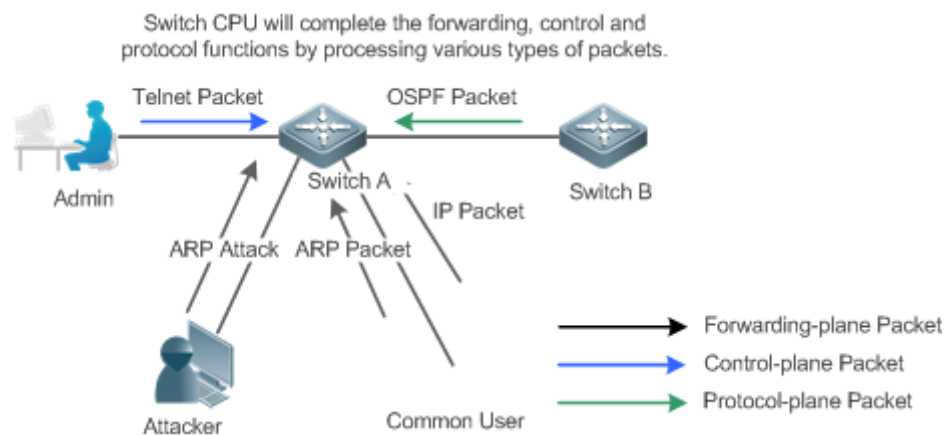 Switch CPU will complete the forwarding, control and
protocol functions by processing various types of packets.
Telnet Packet
OSPF Packet
Admin
Switch A
Switch B
IP Packet
ARP Attack
ARP Packet
Forwarding-plane Packet
Control-plane Packet
Protocol-plane Packet
Attacker
Common User